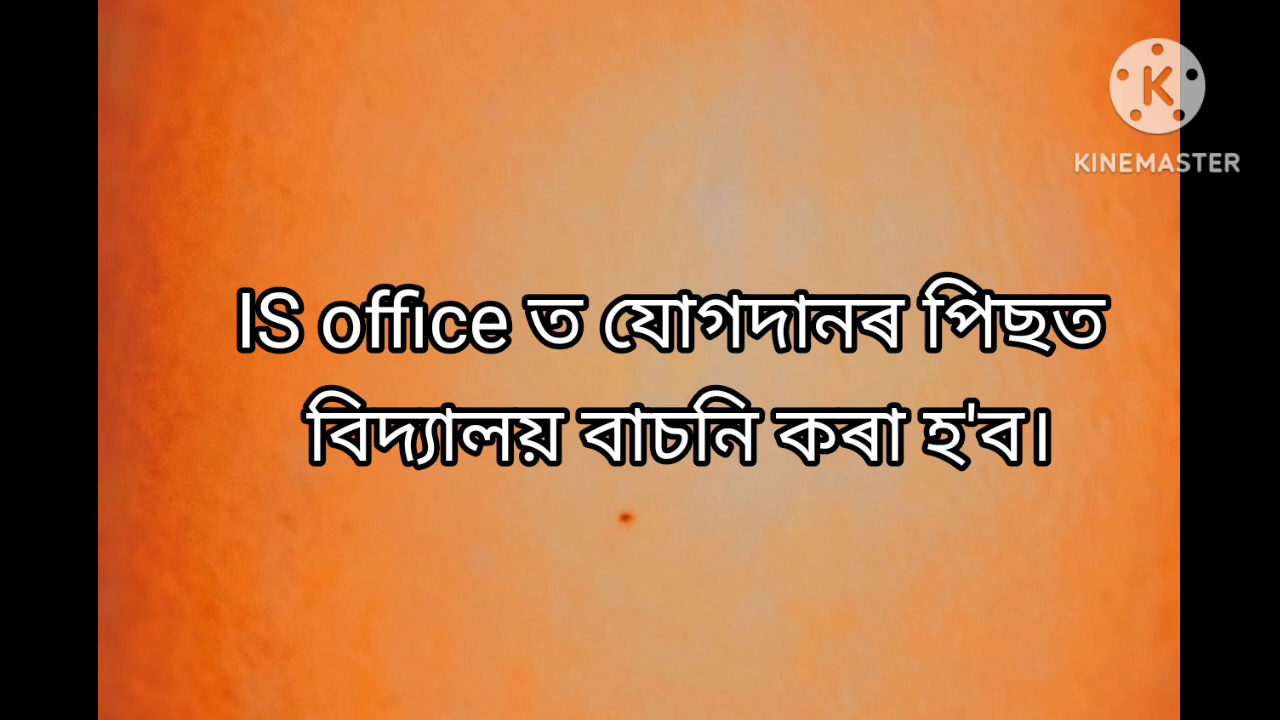 KINEMASTER
IS office ত যোগদানৰ পিছত
বিদ্যালয় বাচনি কৰা হ'ব।